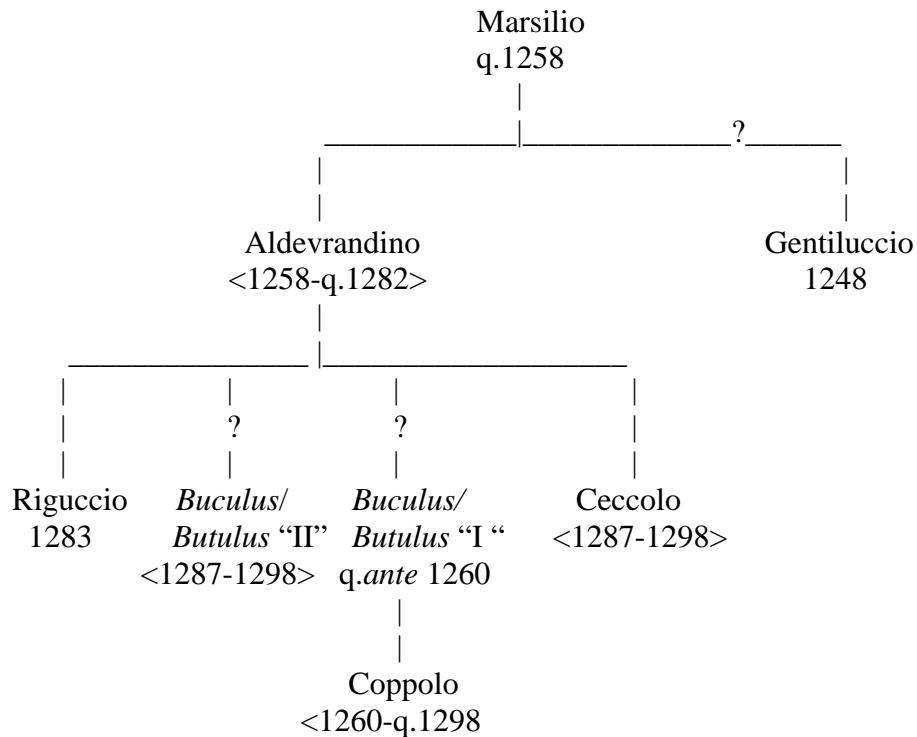 Marsilio
q.1258
?
Aldevrandino Gentiluccio
<1258-q.1282> 1248
? ?
Riguccio Buculus/ Buculus/ Ceccolo
1283 Butulus “II” Butulus “I “ <1287-1298>
<1287-1298> q.ante 1260
Coppolo
<1260-q.1298